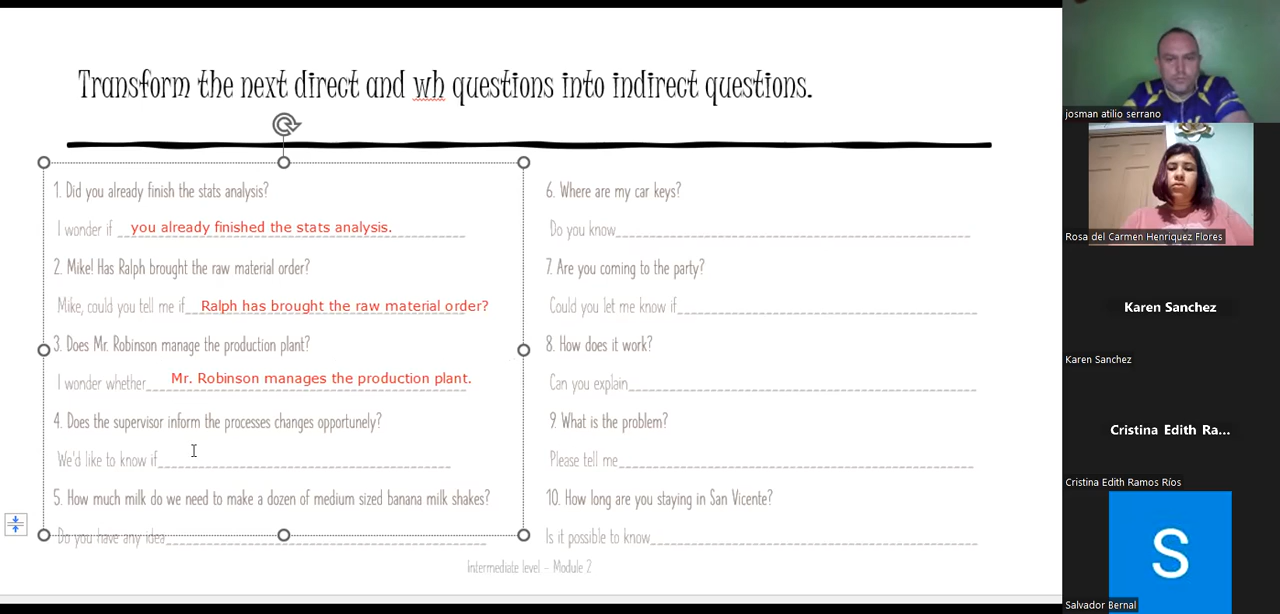 Transform the next direct and wh questions into indirect questions.
1. Did you already finish the stats analysis?
I wonder if you already finished the stats analysis.
2. Mike! Has Ralph brought the raw material order?
Mike, could you tell me if Ralph has brought the raw material order?
3. Does Mr. Robinson manage the production plant?
I wonder whether Mr. Robinson manages the production plant.
4. Does the supervisor inform the processes changes opportunely?
We'd like to know if
5. How much milk do we need to make a dozen of medium sized banana milk shakes?
Do you have any idea
6. Where are my car keys?
Do you know
7. Are you coming to the party?
Could you let me know if
8. How does it work?
Can you explain
9. What is the problem?
Please tell me
10. How long are you staying in San Vicente?
Is it possible to know
intermediate level – Module 2
josman atilio serrano
Rosa del Carmen Henriquez Flores
Karen Sanchez
Karen Sanchez
Cristina Edith Ra...
Cristina Edith Ramos Ríos
S
Salvador Bernal